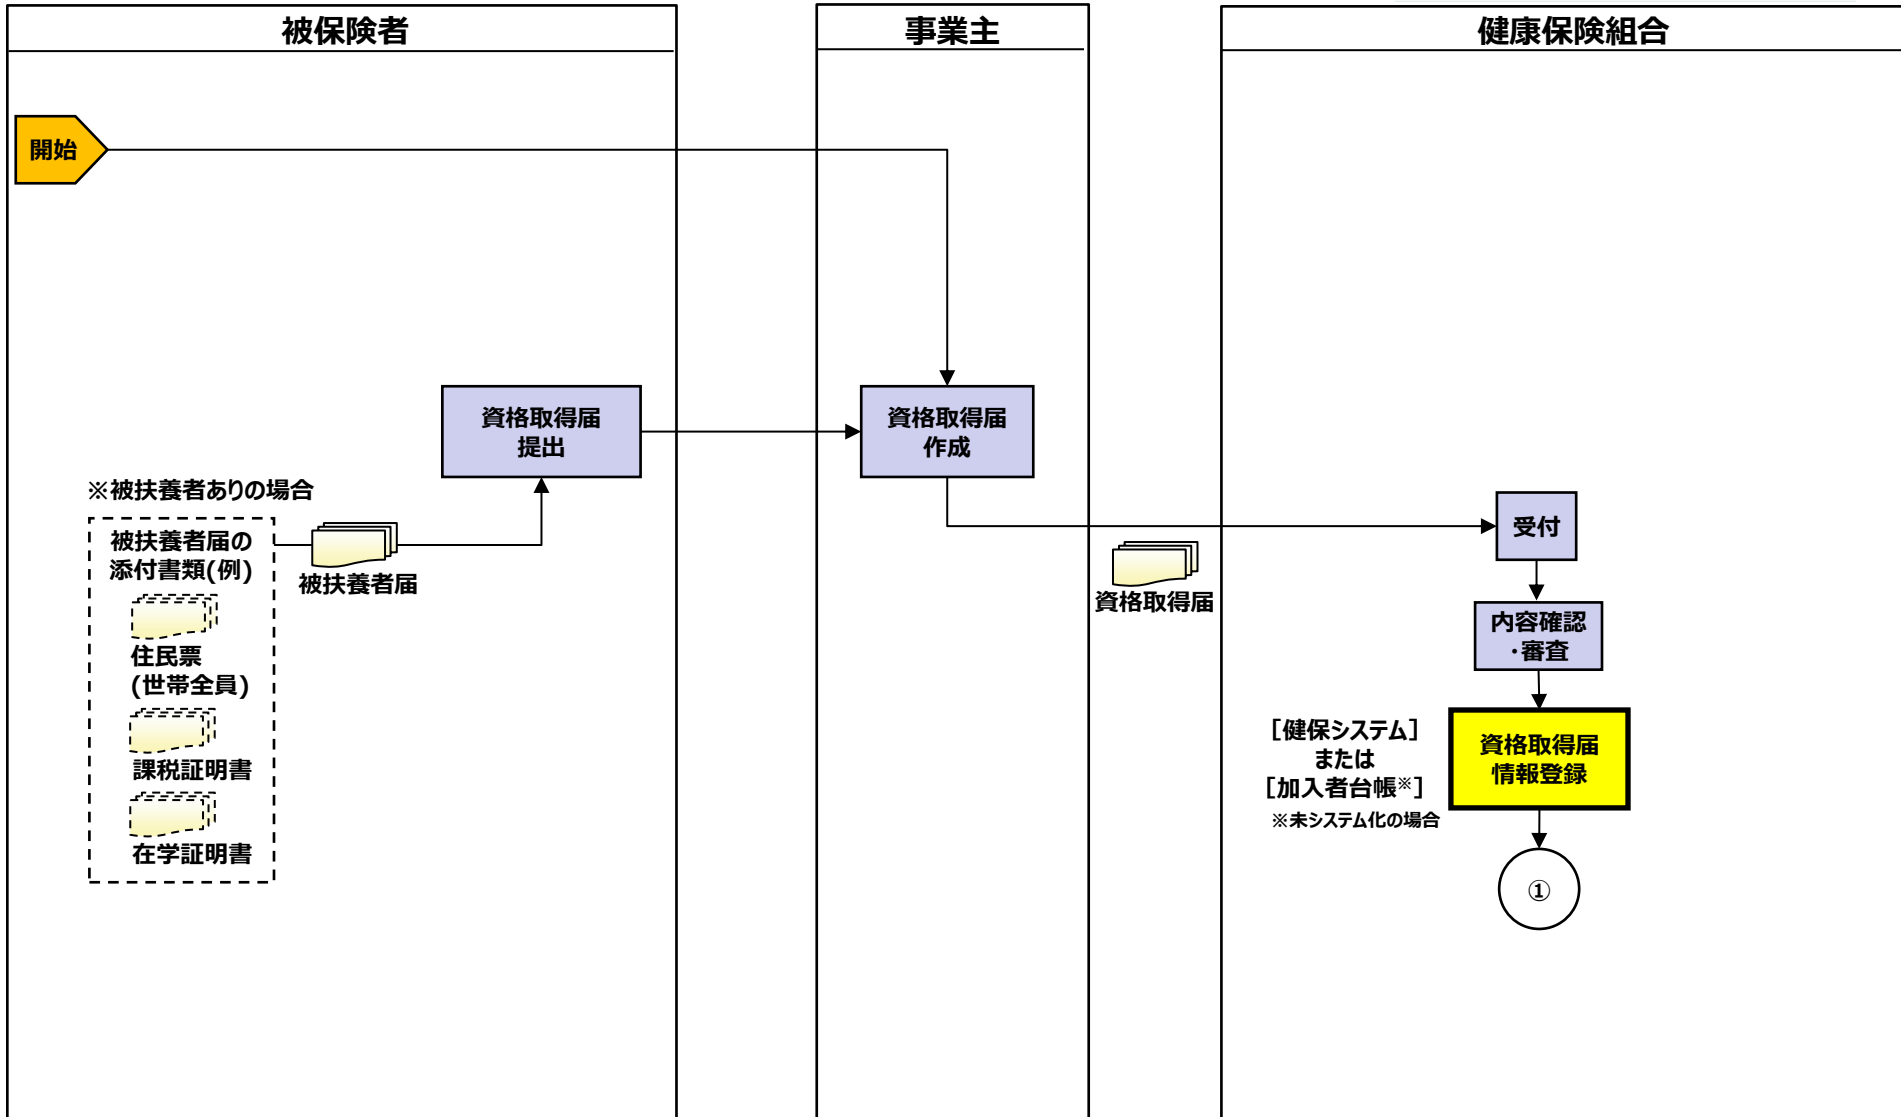 被保険者
事業主
健康保険組合
開始
資格取得届
提出
資格取得届
作成
※被扶養者ありの場合
被扶養者届の
添付書類(例)
住民票
(世帯全員)
課税証明書
在学証明書
被扶養者届
資格取得届
受付
内容確認
・審査
[健保システム]
または
[加入者台帳※]
※未システム化の場合
資格取得届
情報登録
①